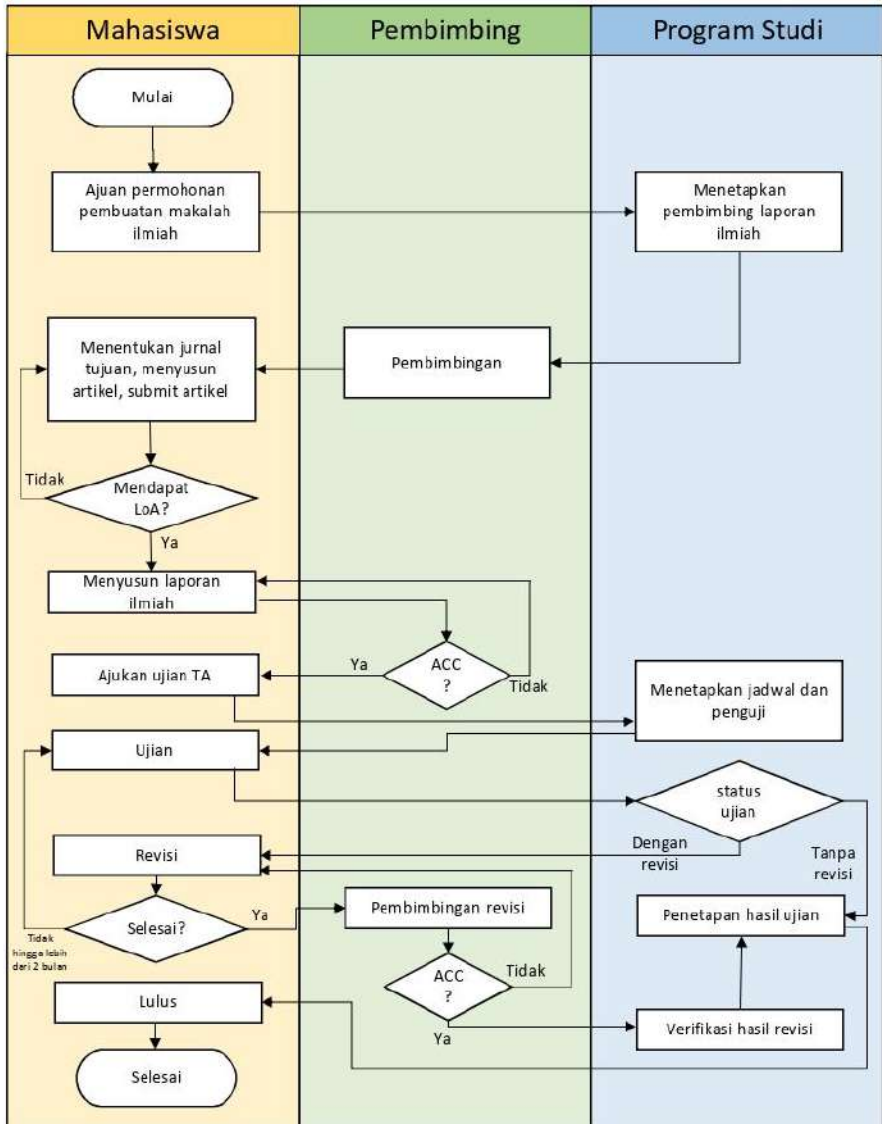 Mahasiswa
Pembimbing
Program Studi
Mulai
Ajuan permohonan
pembuatan makalah
ilmiah
Menetapkan
pembimbing laporan
ilmiah
Menentukan jurnal
tujuan, menyusun
artikel, submit artikel
Pembimbingan
Tidak
Mendapat
LoA?
Ya
Menyusun laporan
ilmiah
Ajukan ujian TA
Ya
ACC
?
Tidak
Menetapkan jadwal dan
penguji
Ujian
status
ujian
Dengan
revisi
Tanpa
revisi
Revisi
Selesai?
Ya
Tidak
hingga lebih
dari 2 bulan
Pembimbingan revisi
Penetapan hasil ujian
ACC
?
Tidak
Ya
Verifikasi hasil revisi
Lulus
Selesai